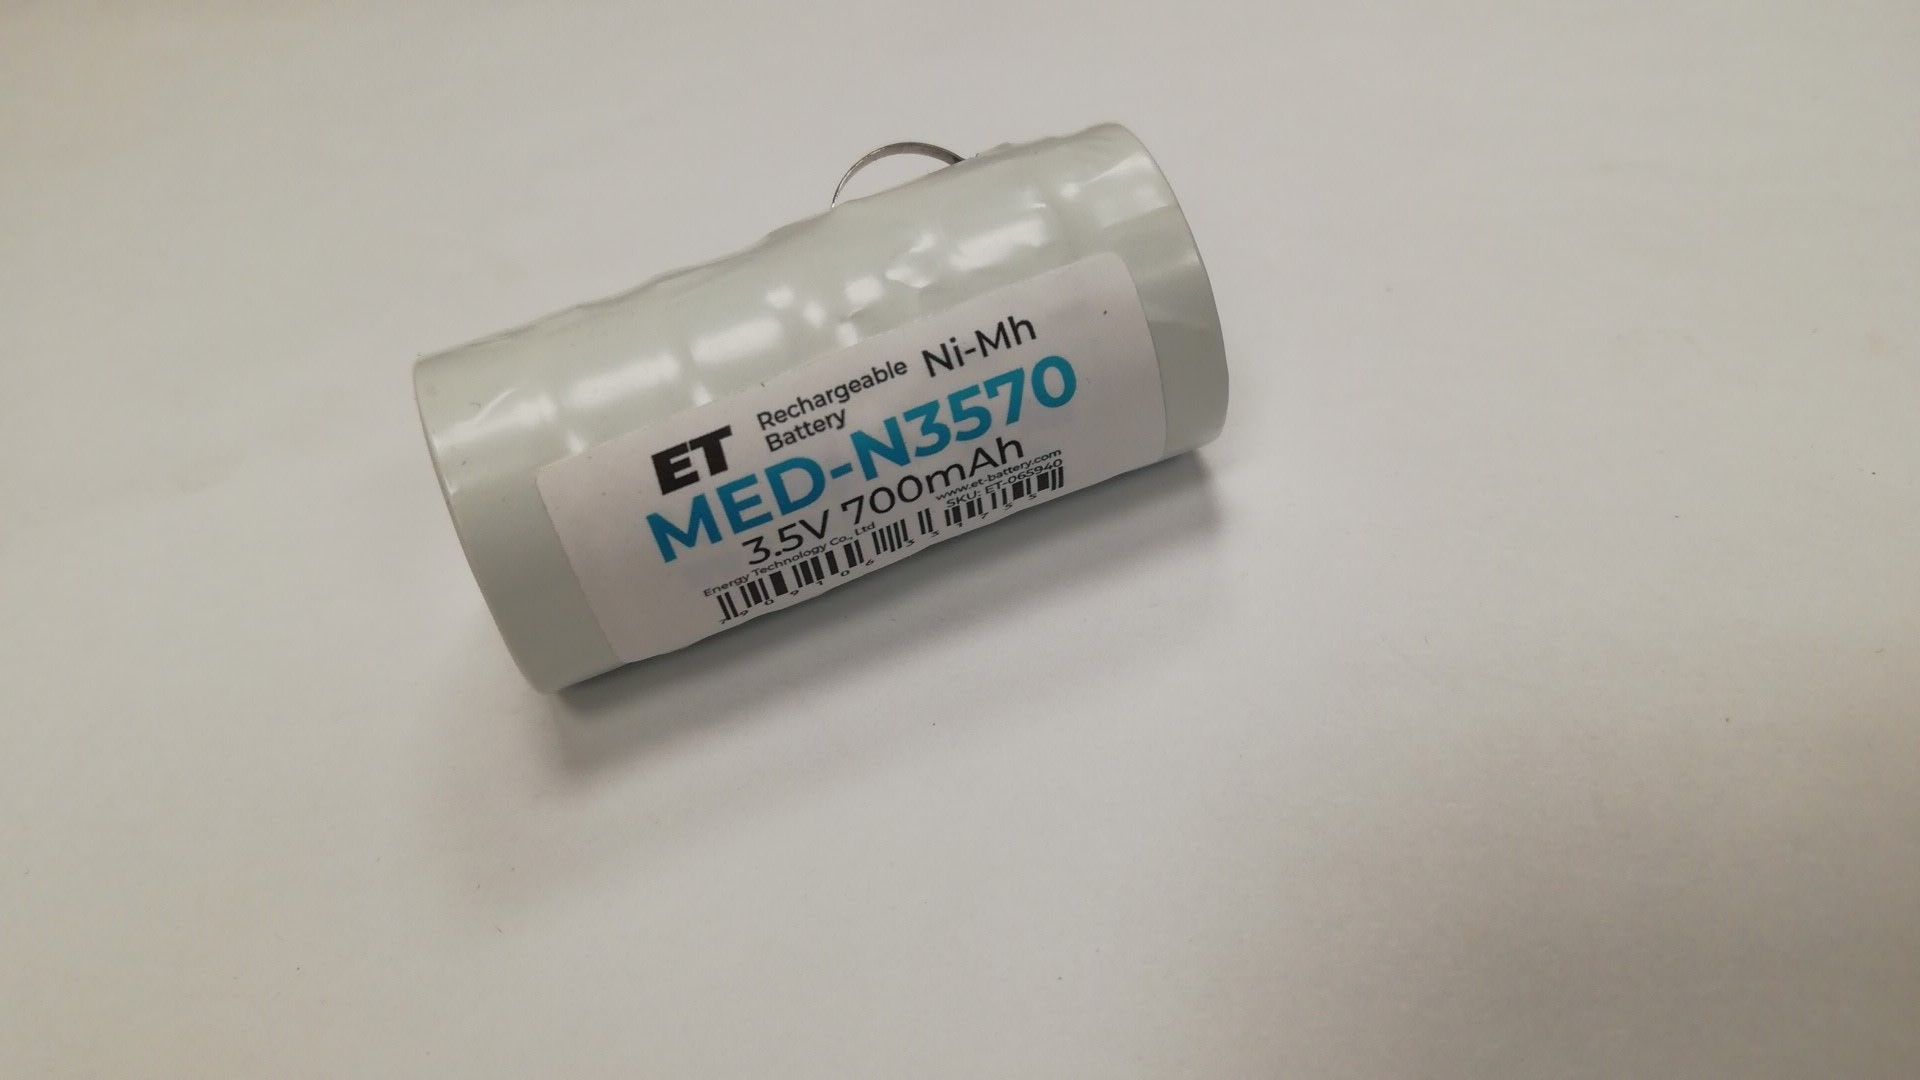 ET Rechargeable Battery Ni-Mh
MED-N3570
3.5V 700mAh
Energy Technology Co., Ltd
www.et-battery.com
SKU: ET-065940